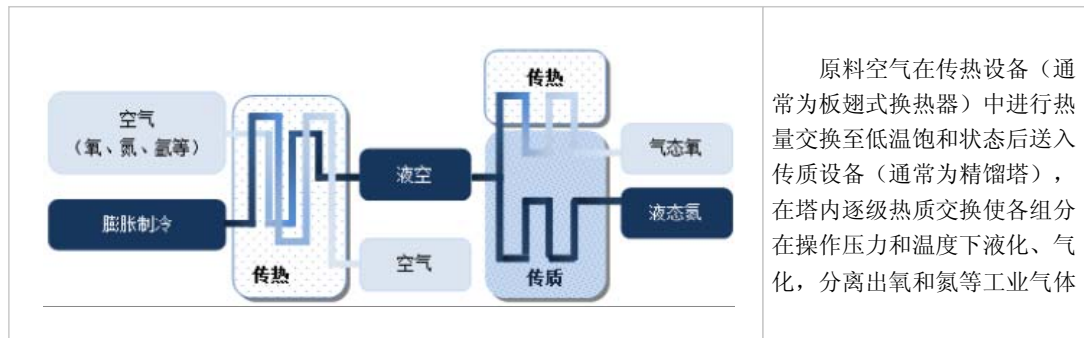 空气
（氧、氮、氩等）
膨胀制冷
传热
液空
空气
传热
传质
气态氧
液态氮
原料空气在传热设备（通
常为板翅式换热器）中进行热
量交换至低温饱和状态后送入
传质设备（通常为精馏塔），
在塔内逐级热质交换使各组分
在操作压力和温度下液化、气
化，分离出氧和氮等工业气体